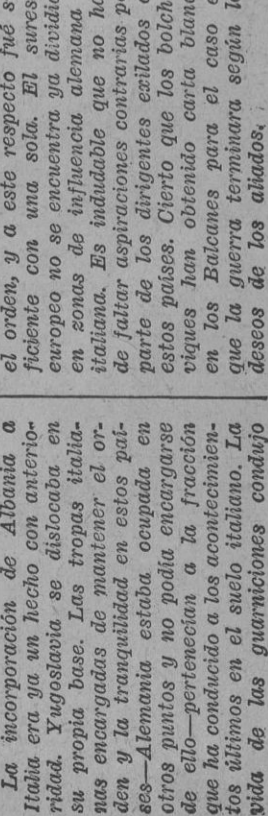 La incorporación de Albania a
Italia era ya un hecho con anterio-
ridad. Yugoslavia se dislocaba en
su propia base. Las tropas italia-
nas encargadas de mantener el or-
den y la tranquilidad en estos paí-
ses—Alemania estaba ocupada en
otros puntos y no podía encargarse
de ello—pertenecían a la fracción
que ha conducido a los acontecimien-
tos últimos en el suelo italiano. La
vida de las guarniciones condujo
el orden, y a este respecto fué s
ficiente con una sola. El sures
europeo no se encuentra ya dividi
en zonas de influencia alemana
italiana. Es indudable que no ha
de faltar aspiraciones contrarias po
parte de los dirigentes exilados
estos países. Cierto que los bolch
viques han obtenido carta blan
en los Balcanes para el caso
que la guerra terminara según l
deseos de los aliados.